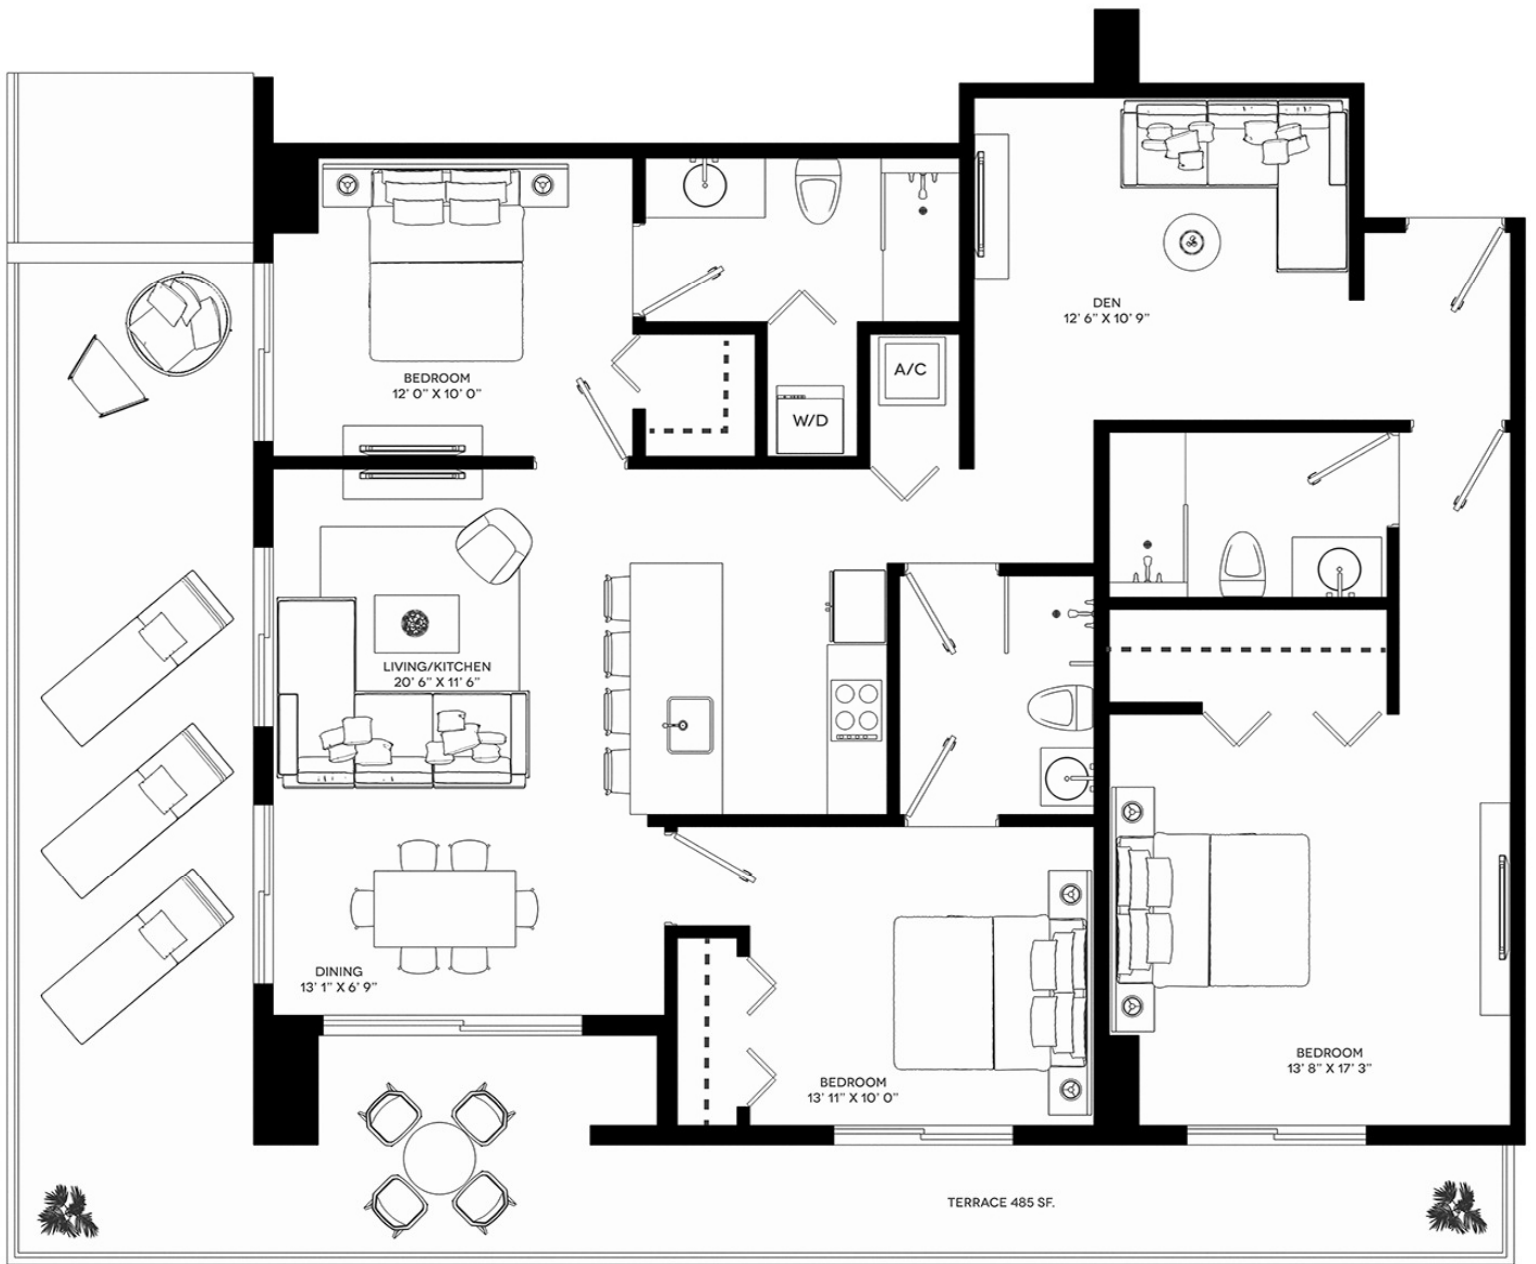 DEN
12' 6" X 10' 9"
A/C
BEDROOM
12' 0" X 10' 0"
W/D
LIVING/KITCHEN
20' 6" X 11' 6"
DINING
13' 1" X 6' 9"
BEDROOM
13' 11" X 10' 0"
BEDROOM
13' 8" X 17' 3"
TERRACE 485 SF.